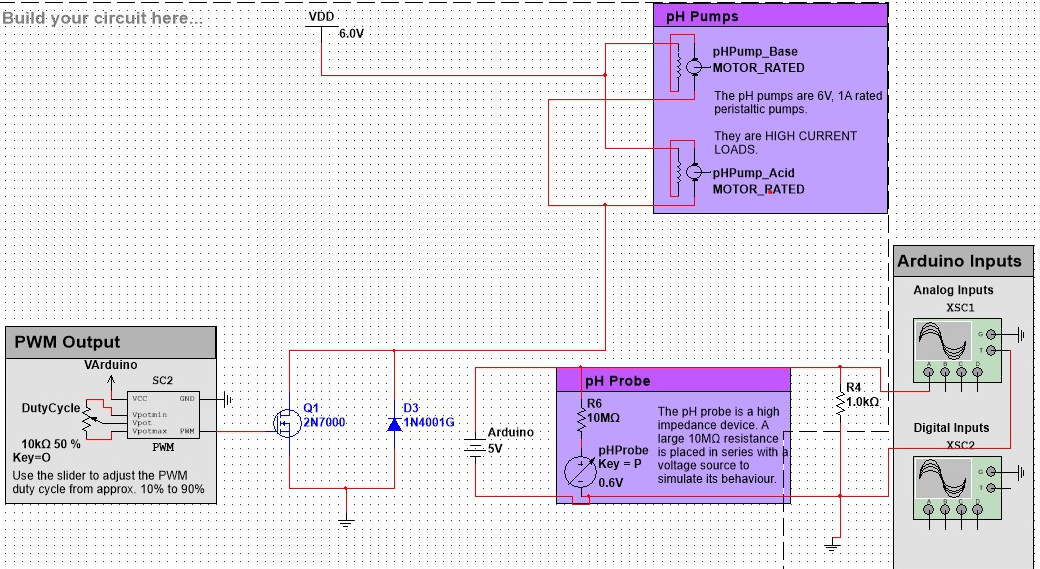 Build your circuit here...
VDD
6.0V
pH Pumps
pHPump_Base
MOTOR_RATED
The pH pumps are 6V, 1A rated
peristaltic pumps.
They are HIGH CURRENT
LOADS.
pHPump_Acid
MOTOR_RATED
Arduino Inputs
Analog Inputs
XSC1
G
T
A B C D
PWM Output
VArduino
SC2
VCC GND
Vpotmin
Vpot
Vpotmax PWM
PWM
DutyCycle
10kΩ 50 %
Key=O
Use the slider to adjust the PWM
duty cycle from approx. 10% to 90%
Q1
2N7000
D3
1N4001G
Arduino
5V
pH Probe
R6
10MΩ
pHProbe
Key = P
0.6V
The pH probe is a high
impedance device. A
large 10MΩ resistance
is placed in series with a
voltage source to
simulate its behaviour.
R4
1.0kΩ
Digital Inputs
XSC2
G
T
A B C D